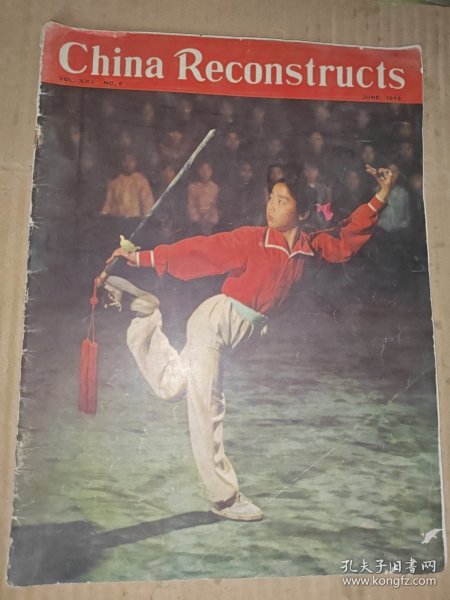 China Reconstructs
VOL. XXI. NO. 6
JUNE, 1972
孔夫子旧书网
www.kongfz.com